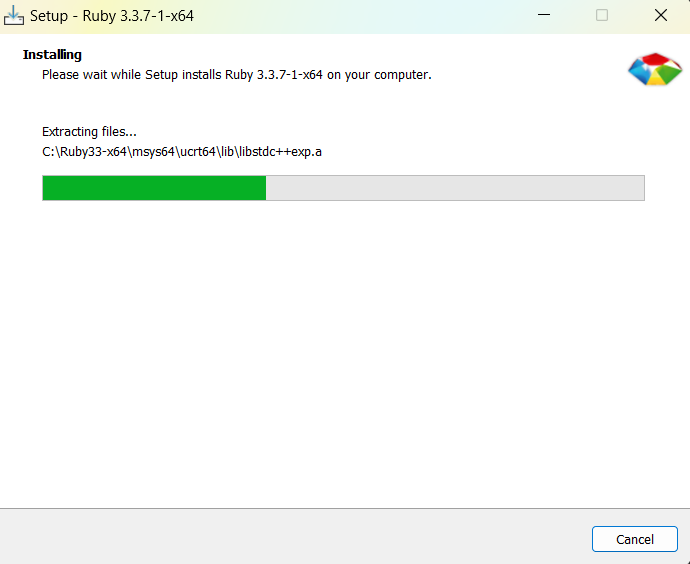 Setup - Ruby 3.3.7-1-x64
Installing
Please wait while Setup installs Ruby 3.3.7-1-x64 on your computer.
Extracting files...
C:\Ruby33-x64\msys64\ucrt64\lib\libstdc++exp.a
Cancel